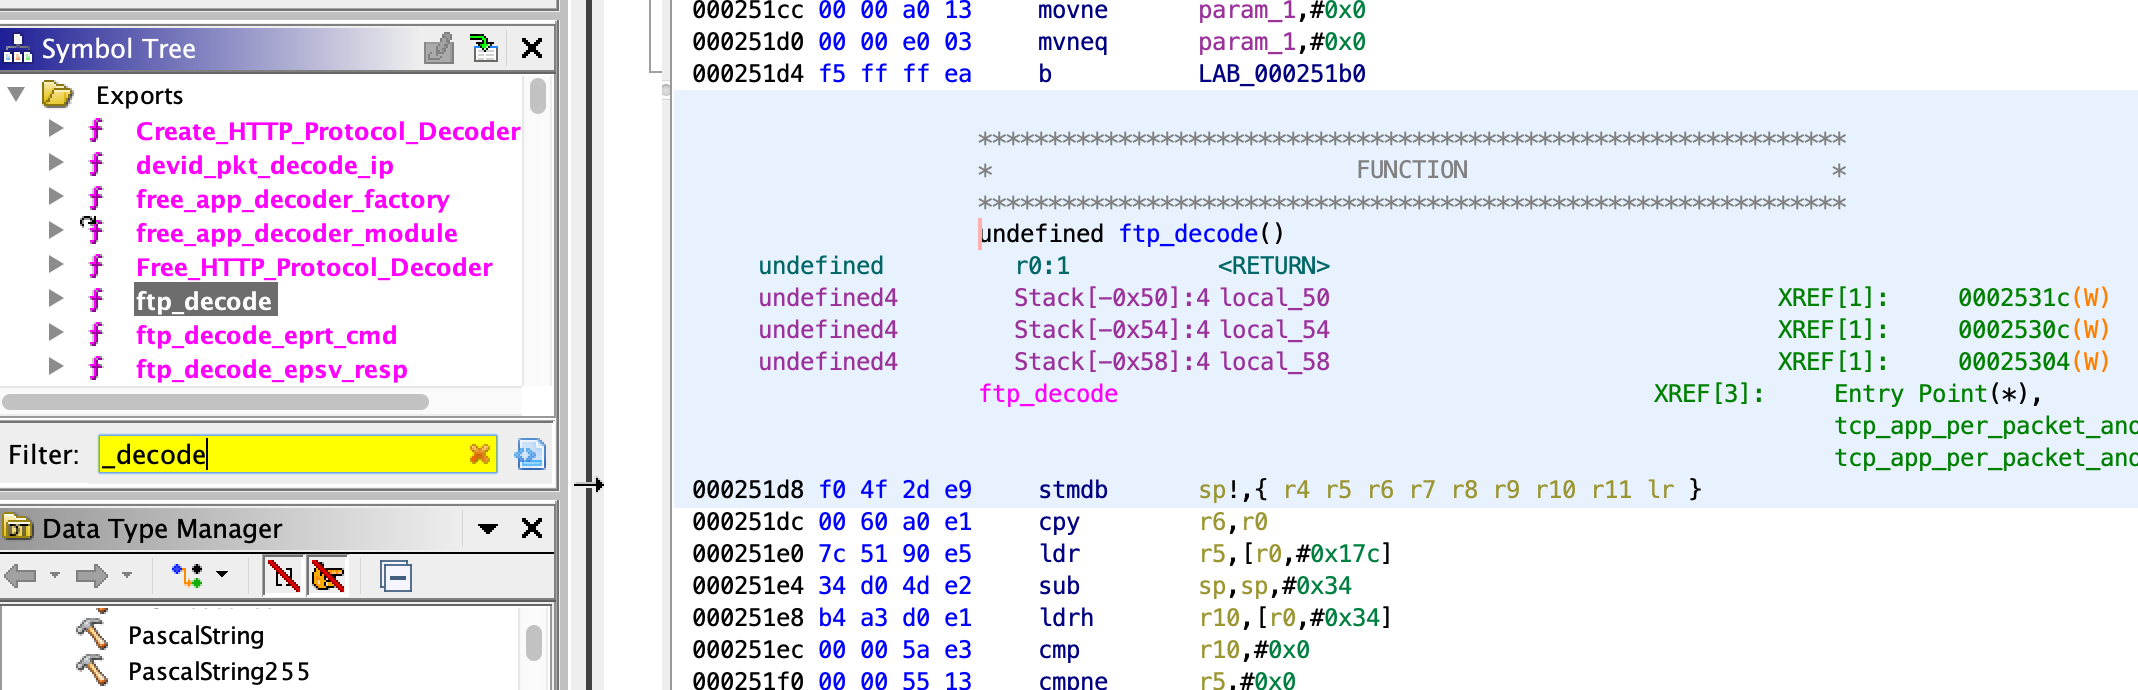 Symbol Tree
Exports
Create_HTTP_Protocol_Decoder
devid_pkt_decode_ip
free_app_decoder_factory
free_app_decoder_module
Free_HTTP_Protocol_Decoder
ftp_decode
ftp_decode_eprt_cmd
ftp_decode_epsv_resp
Filter: _decode
Data Type Manager
PascalString
PascalString255
000251cc 00 00 a0 13 movne param_1,#0x0
000251d0 00 00 e0 03 mvneq param_1,#0x0
000251d4 f5 ff ff ea b LAB_000251b0
**************************************************************
* FUNCTION *
**************************************************************
undefined ftp_decode()
undefined r0:1 <RETURN>
undefined4 Stack[-0x50]:4 local_50 XREF[1]: 0002531c(W)
undefined4 Stack[-0x54]:4 local_54 XREF[1]: 0002530c(W)
undefined4 Stack[-0x58]:4 local_58 XREF[1]: 00025304(W)
ftp_decode XREF[3]: Entry Point(*),
tcp_app_per_packet_and
tcp_app_per_packet_and
000251d8 f0 4f 2d e9 stmdb sp!,{ r4 r5 r6 r7 r8 r9 r10 r11 lr }
000251dc 00 60 a0 e1 cpy r6,r0
000251e0 7c 51 90 e5 ldr r5,[r0,#0x17c]
000251e4 34 d0 4d e2 sub sp,sp,#0x34
000251e8 b4 a3 d0 e1 ldrh r10,[r0,#0x34]
000251ec 00 00 5a e3 cmp r10,#0x0
000251f0 00 00 55 13 cmpne r5,#0x0